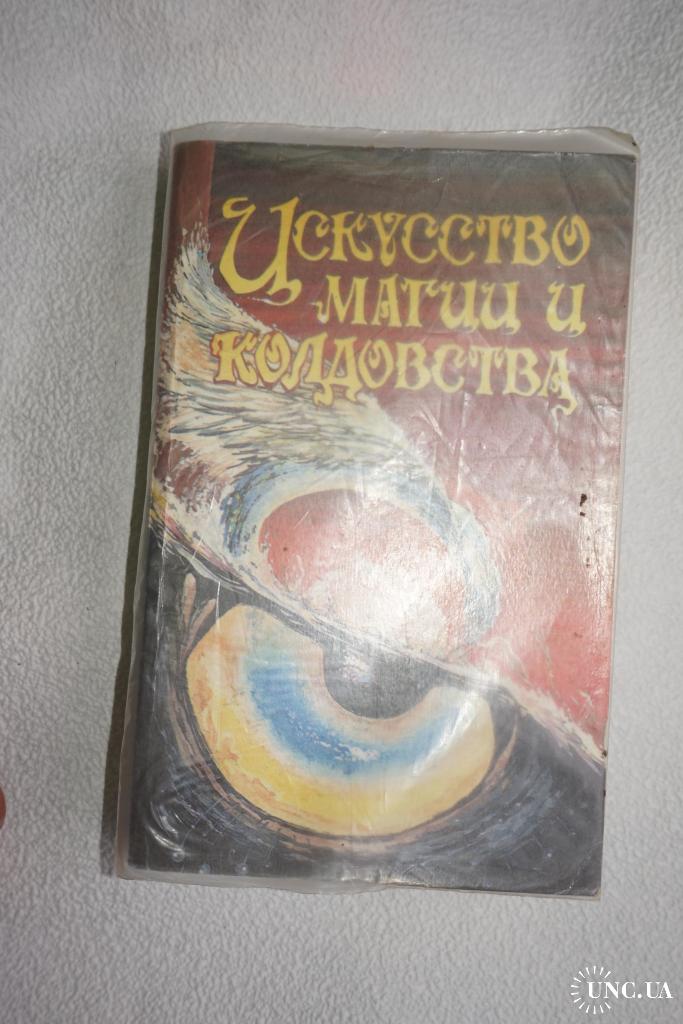 Искусство
магии и
колдовства
UNC.UA